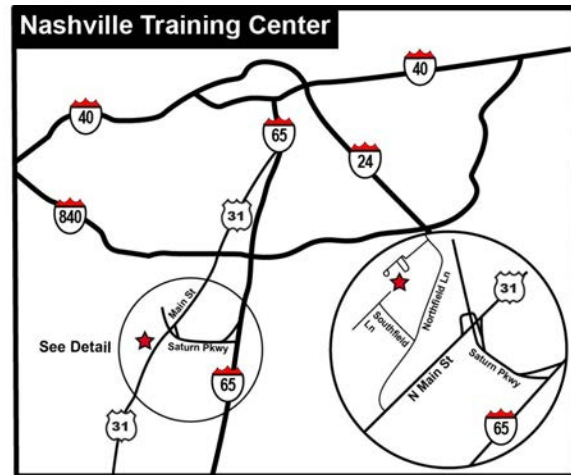 Nashville Training Center
40
40
65
24
31
840
Main St
Saturn Pkwy
See Detail
65
31
Southfield
Ln
Northfield Ln
31
N Main St
Saturn Pkwy
65